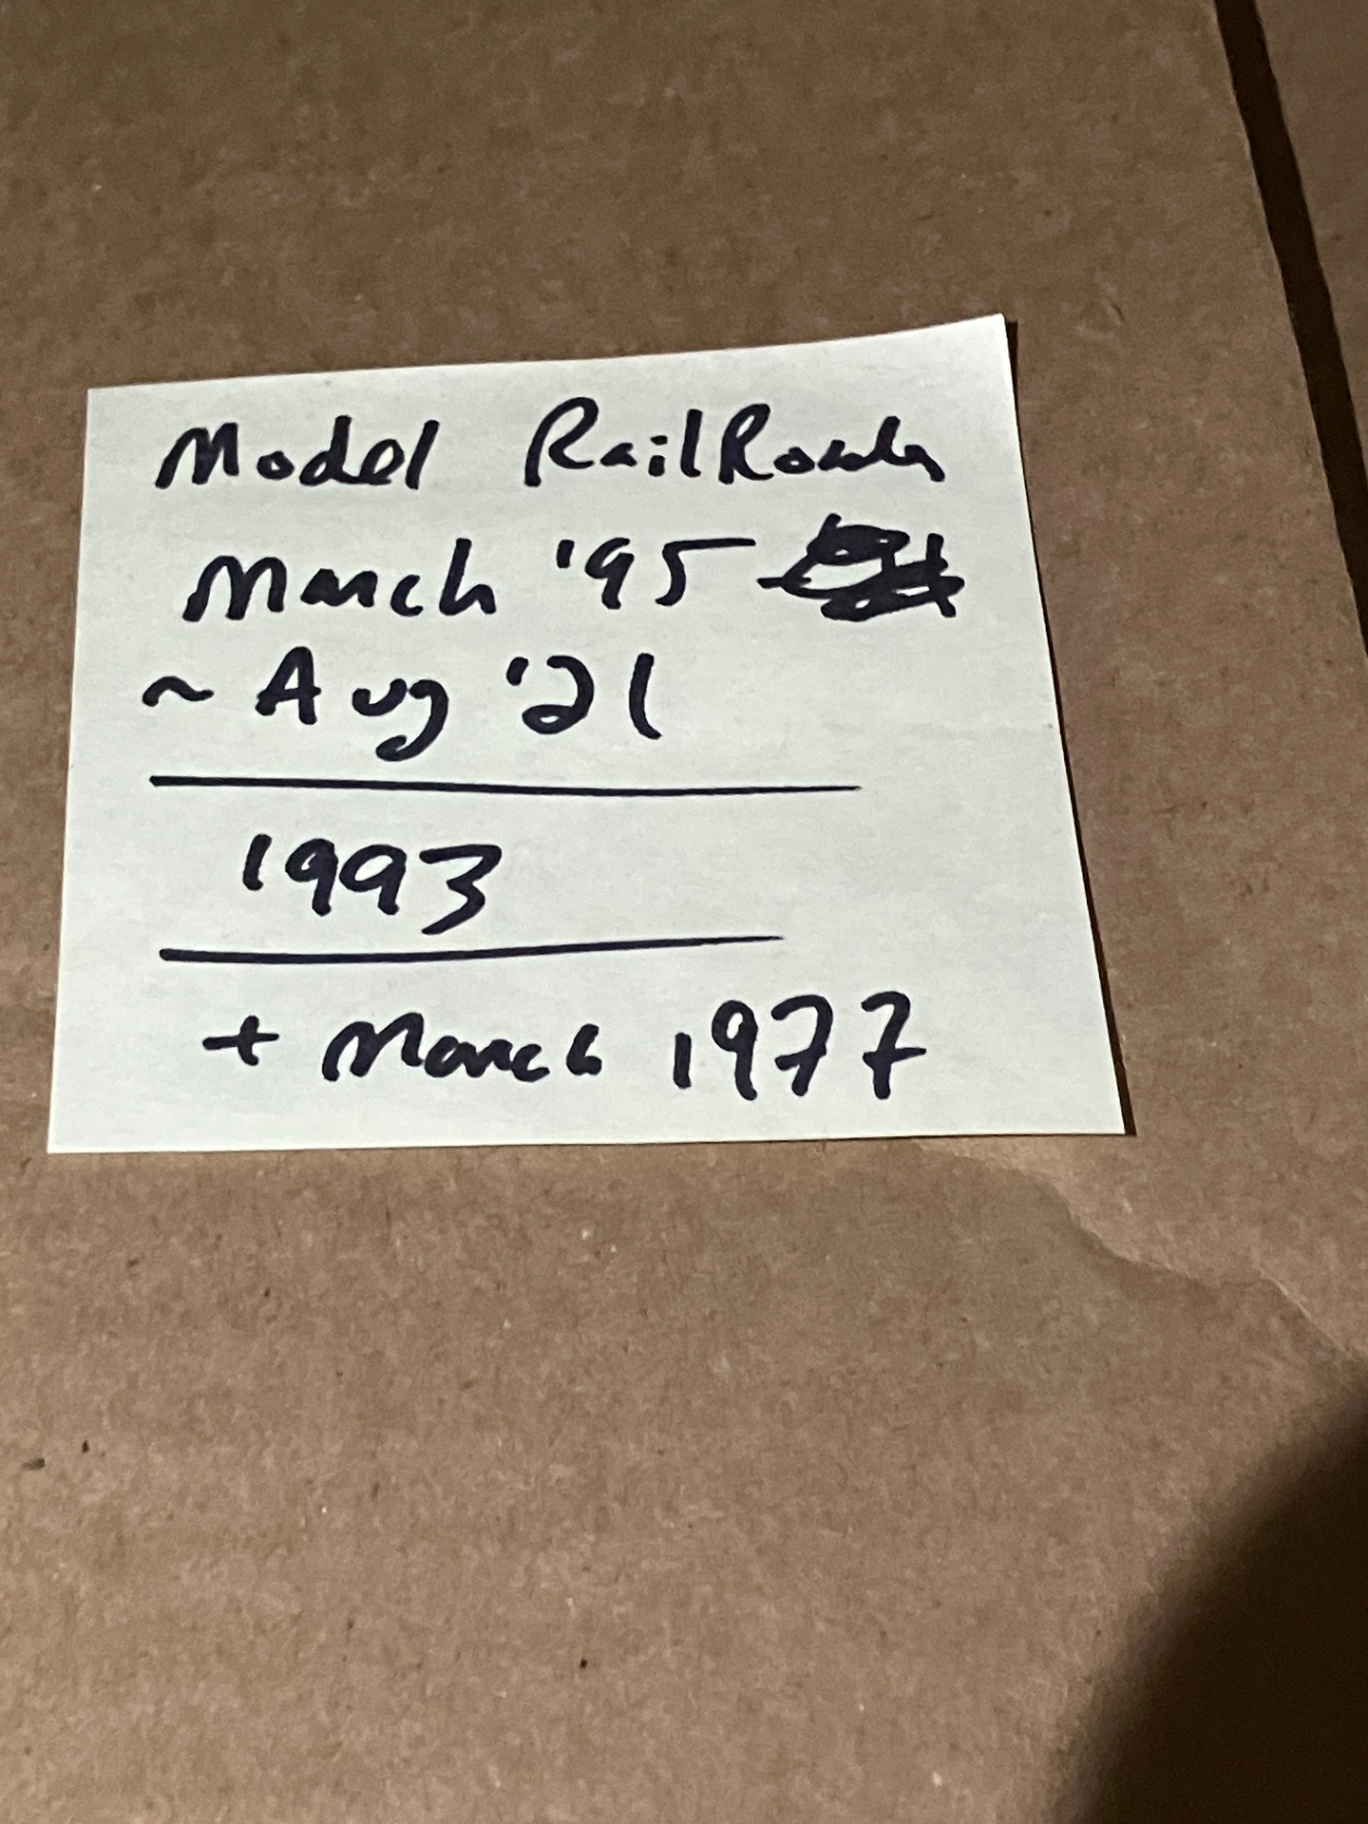 Model RailRoader
March '95
~ Aug '21
1993
+ March 1977